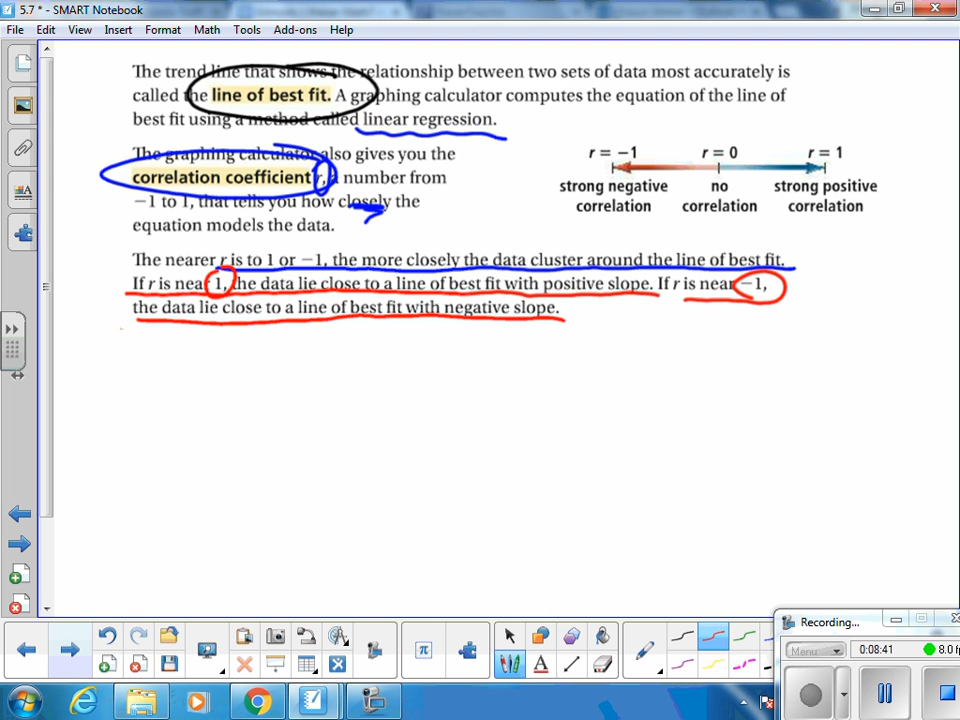 5.7 * - SMART Notebook
File Edit View Insert Format Math Tools Add-ons Help
The trend line that shows the relationship between two sets of data most accurately is
called the line of best fit. A graphing calculator computes the equation of the line of
best fit using a method called linear regression.
The graphing calculator also gives you the
correlation coefficient r, a number from
−1 to 1, that tells you how closely the
equation models the data.
r = −1 r = 0 r = 1
strong negative no strong positive
correlation correlation correlation
The nearer r is to 1 or −1, the more closely the data cluster around the line of best fit.
If r is near 1, the data lie close to a line of best fit with positive slope. If r is near −1,
the data lie close to a line of best fit with negative slope.
Recording...
Menu 0:08:41 8.0
π
A